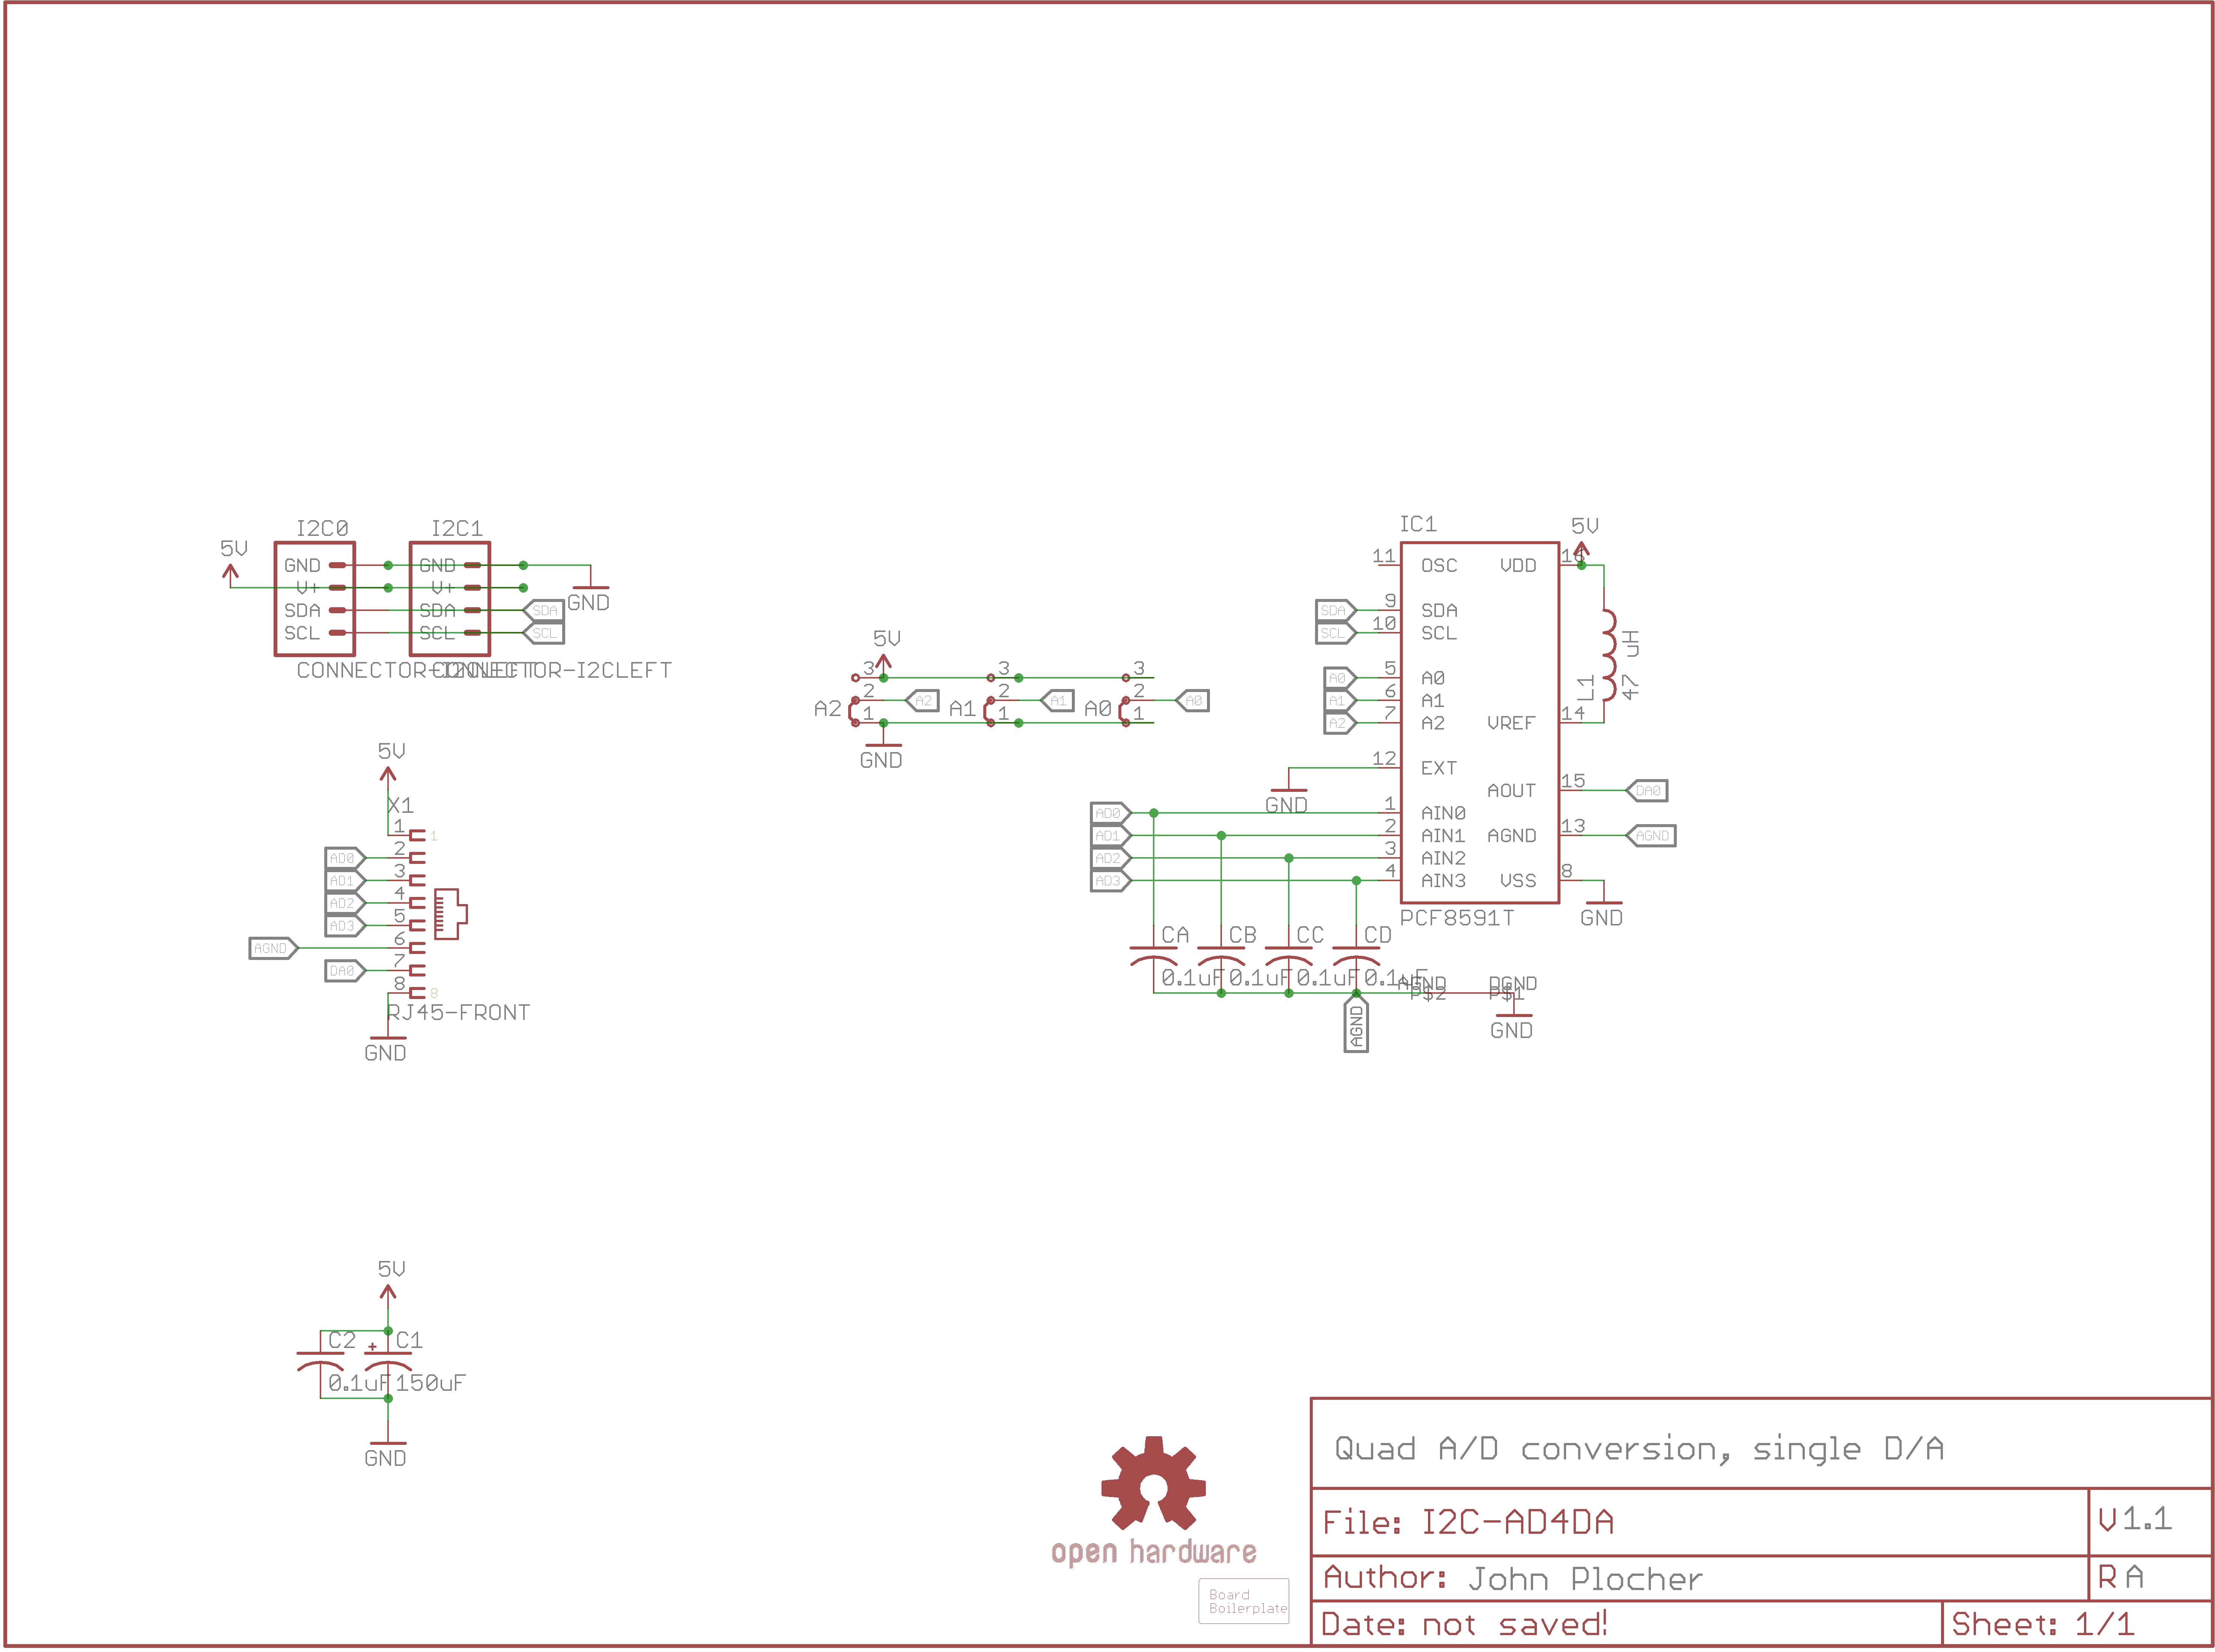 I2C0
I2C1
5V
GND
V+
SDA
SCL
GND
V+
SDA
SCL
SDA
SCL
GND
CONNECTOR-I2CLEFT
5V
3
2
1
A2
A2
3
2
1
A1
A1
3
2
1
A0
A0
GND
IC1
5V
11
OSC
VDD
16
SDA
9
SDA
SCL
10
SCL
A0
5
A0
A1
6
A1
A2
7
A2
VREF
14
L1
47
uH
12
EXT
GND
AOUT
15
DA0
AD0
1
AIN0
AD1
2
AIN1
AGND
13
AGND
AD2
3
AIN2
AD3
4
AIN3
VSS
8
PCF8591T
GND
CA
CB
CC
CD
0.1uF
0.1uF
0.1uF
0.1uF
AGND
PS2
DGND
PS1
AGND
GND
5V
X1
1
1
AD0
2
AD1
3
AD2
4
AD3
5
AGND
6
DA0
7
8
8
RJ45-FRONT
GND
5V
C2
+
C1
0.1uF
150uF
GND
open hardware
Board
Boilerplate
Quad A/D conversion, single D/A
File: I2C-AD4DA
V 1.1
Author: John Plocher
R A
Date: not saved!
Sheet: 1/1